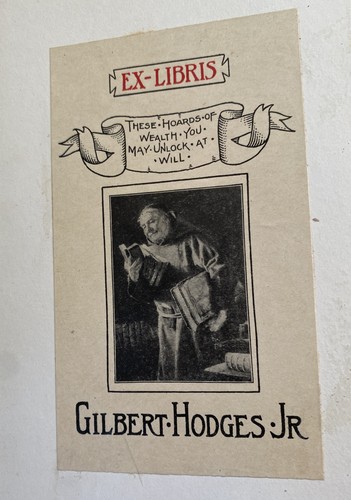 EX-LIBRIS
THESE·HOARDS·OF
WEALTH·YOU·
MAY·UNLOCK·AT·
·WILL·
GILBERT·HODGES·JR